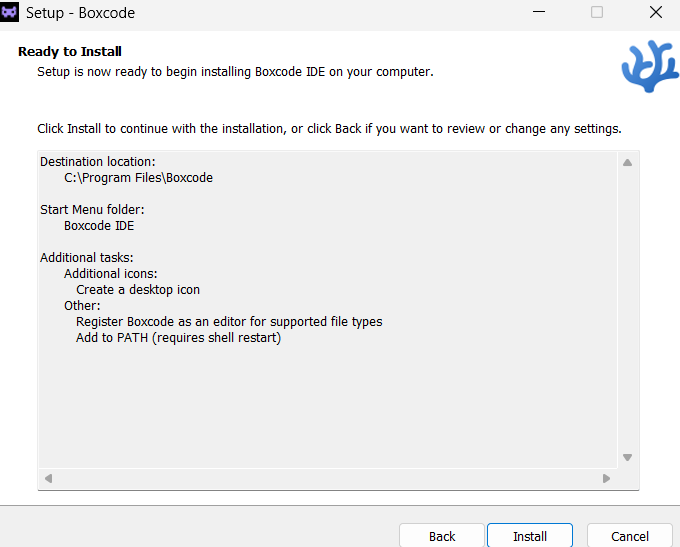 Setup - Boxcode
Ready to Install
Setup is now ready to begin installing Boxcode IDE on your computer.
Click Install to continue with the installation, or click Back if you want to review or change any settings.
Destination location:
C:\Program Files\Boxcode
Start Menu folder:
Boxcode IDE
Additional tasks:
Additional icons:
Create a desktop icon
Other:
Register Boxcode as an editor for supported file types
Add to PATH (requires shell restart)
Back
Install
Cancel